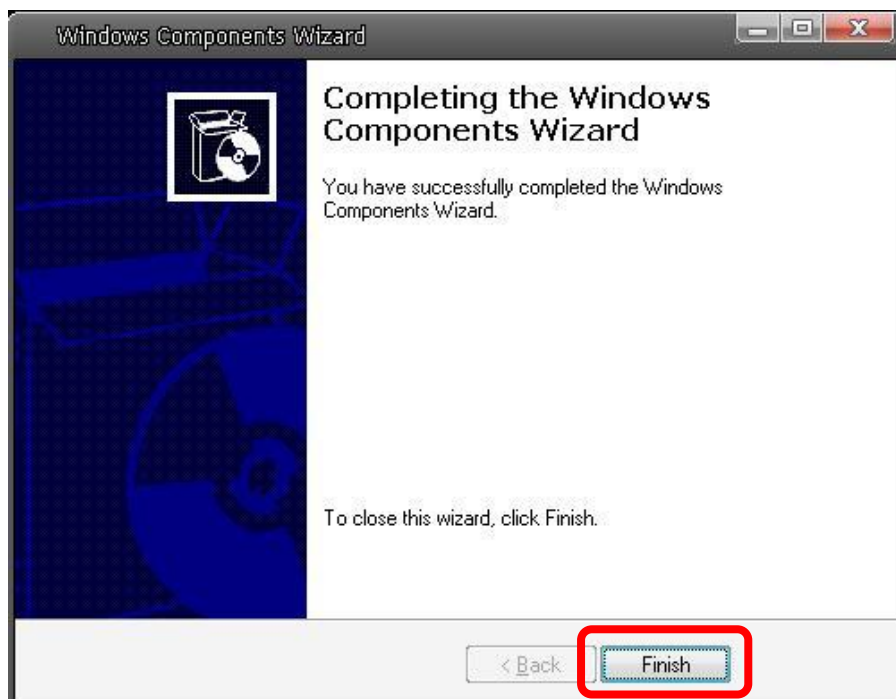 Windows Components Wizard
Completing the Windows
Components Wizard
You have successfully completed the Windows
Components Wizard.
To close this wizard, click Finish.
< Back
Finish